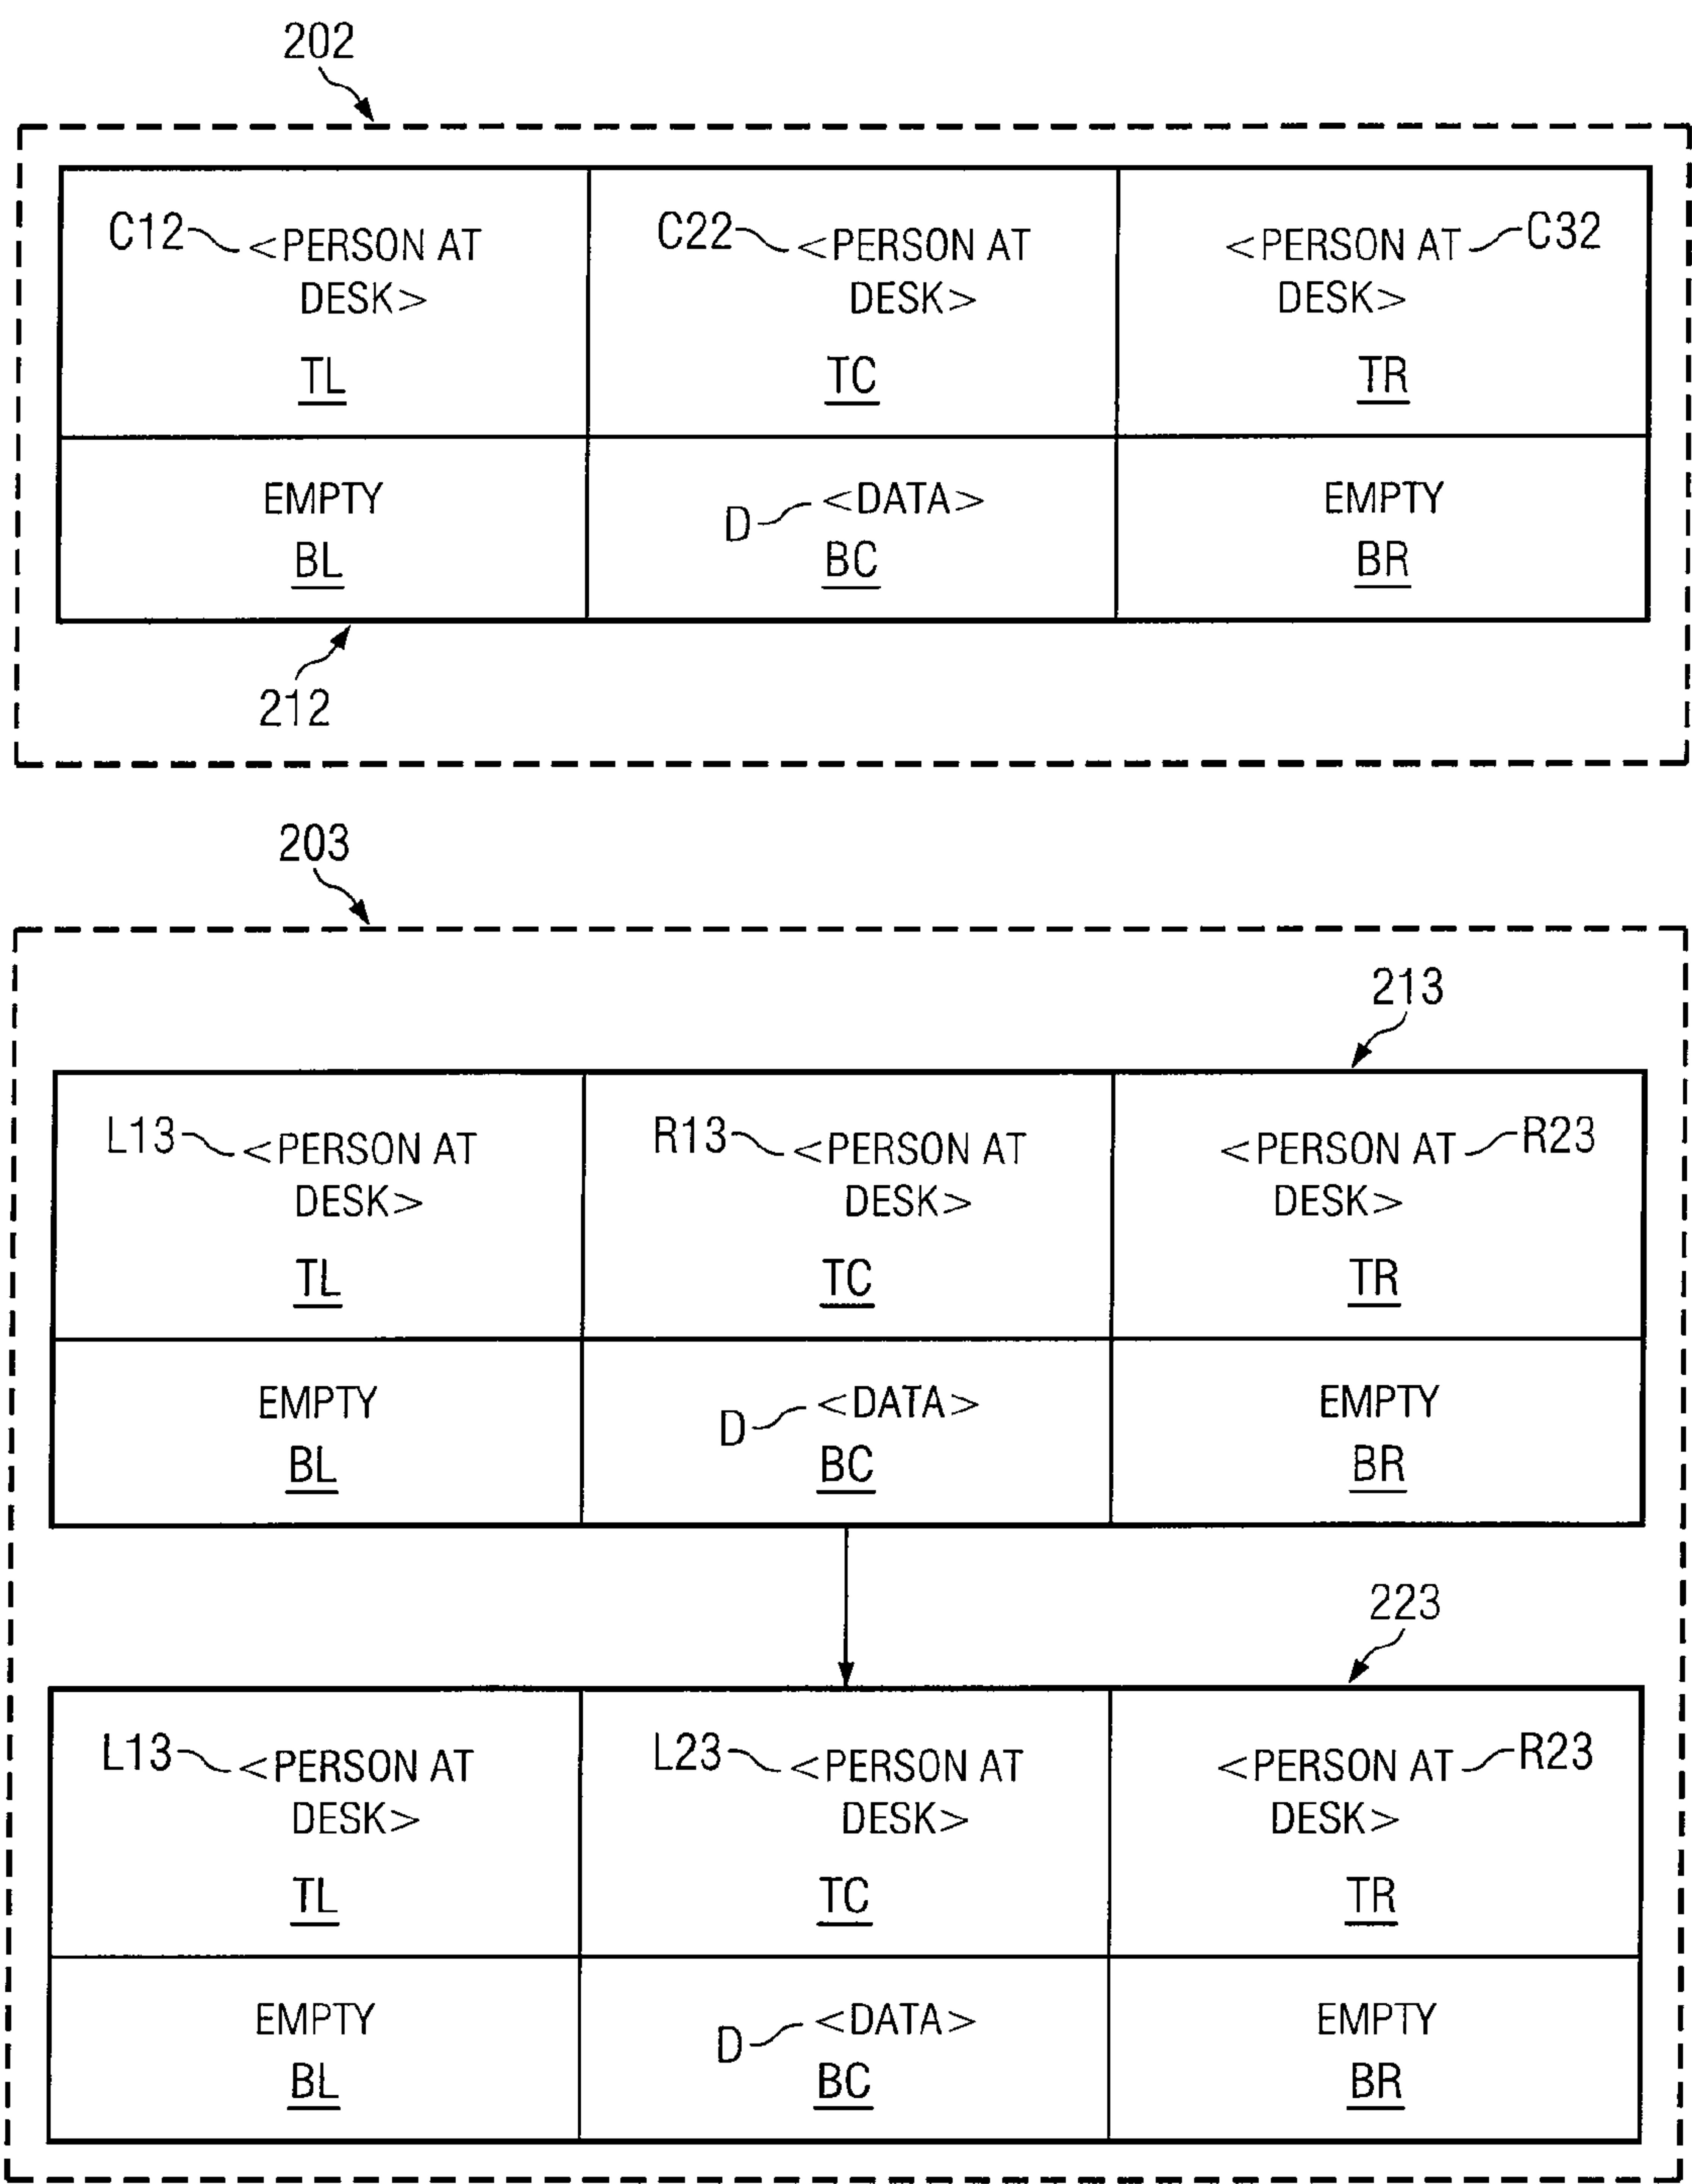 202
C12 <PERSON AT C22 <PERSON AT <PERSON AT C32
DESK> DESK> DESK>
TL TC TR
EMPTY D <DATA> EMPTY
BL BC BR
212
203
213
L13 <PERSON AT R13 <PERSON AT <PERSON AT R23
DESK> DESK> DESK>
TL TC TR
EMPTY D <DATA> EMPTY
BL BC BR
223
L13 <PERSON AT L23 <PERSON AT <PERSON AT R23
DESK> DESK> DESK>
TL TC TR
EMPTY D <DATA> EMPTY
BL BC BR